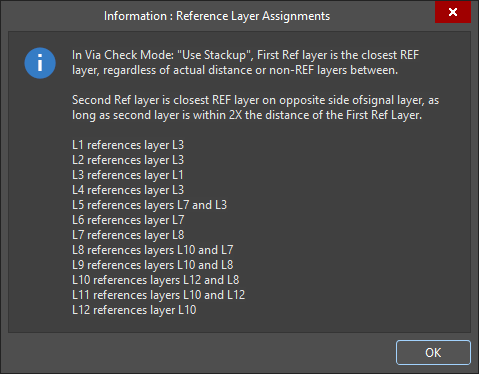 Information : Reference Layer Assignments
In Via Check Mode: "Use Stackup", First Ref layer is the closest REF
layer, regardless of actual distance or non-REF layers between.
Second Ref layer is closest REF layer on opposite side ofsignal layer, as
long as second layer is within 2X the distance of the First Ref Layer.
L1 references layer L3
L2 references layer L3
L3 references layer L1
L4 references layer L3
L5 references layers L7 and L3
L6 references layer L7
L7 references layer L8
L8 references layers L10 and L7
L9 references layers L10 and L8
L10 references layers L12 and L8
L11 references layers L10 and L12
L12 references layer L10
OK